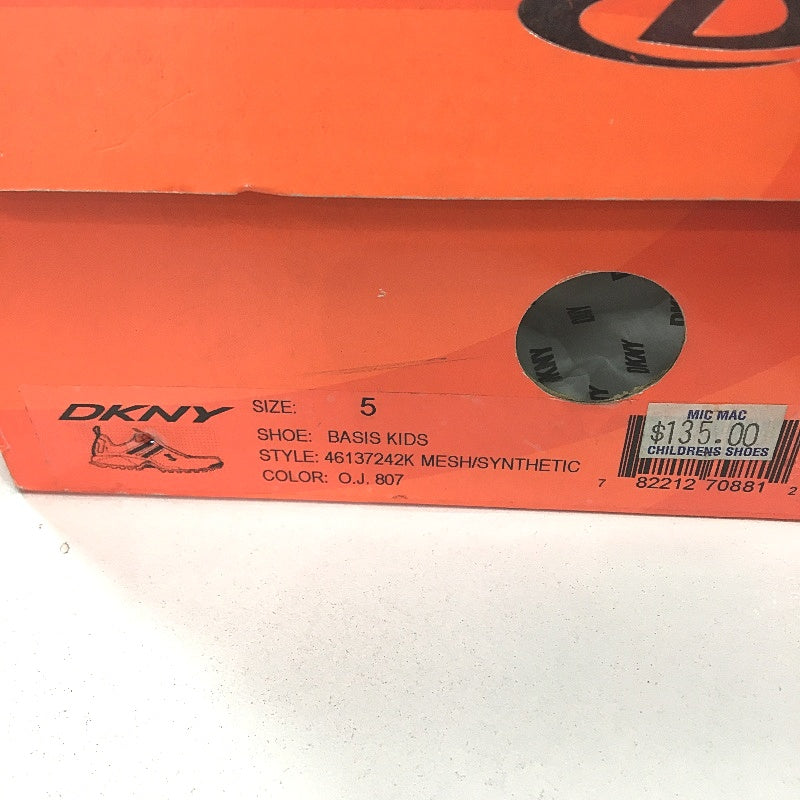 D
DKNY
SIZE: 5
SHOE: BASIS KIDS
STYLE: 46137242K MESH/SYNTHETIC
COLOR: O.J. 807
DKNY
DKNY
MIC MAC
$135.00
CHILDRENS SHOES
7 82212 70881 2